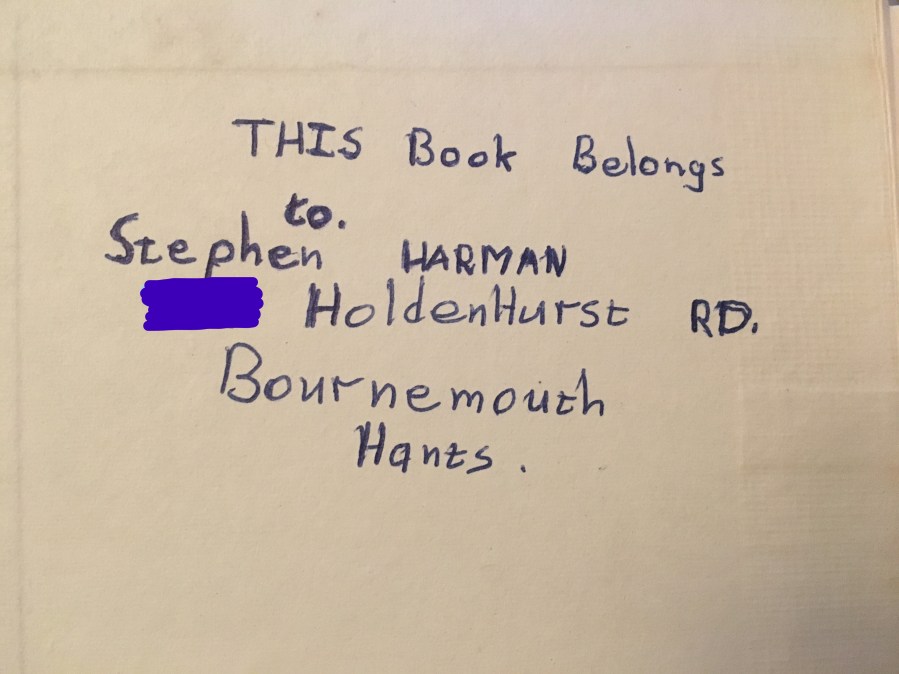 THIS Book Belongs
to.
Stephen HARMAN
HoldenHurst RD.
Bournemouth
Hants.